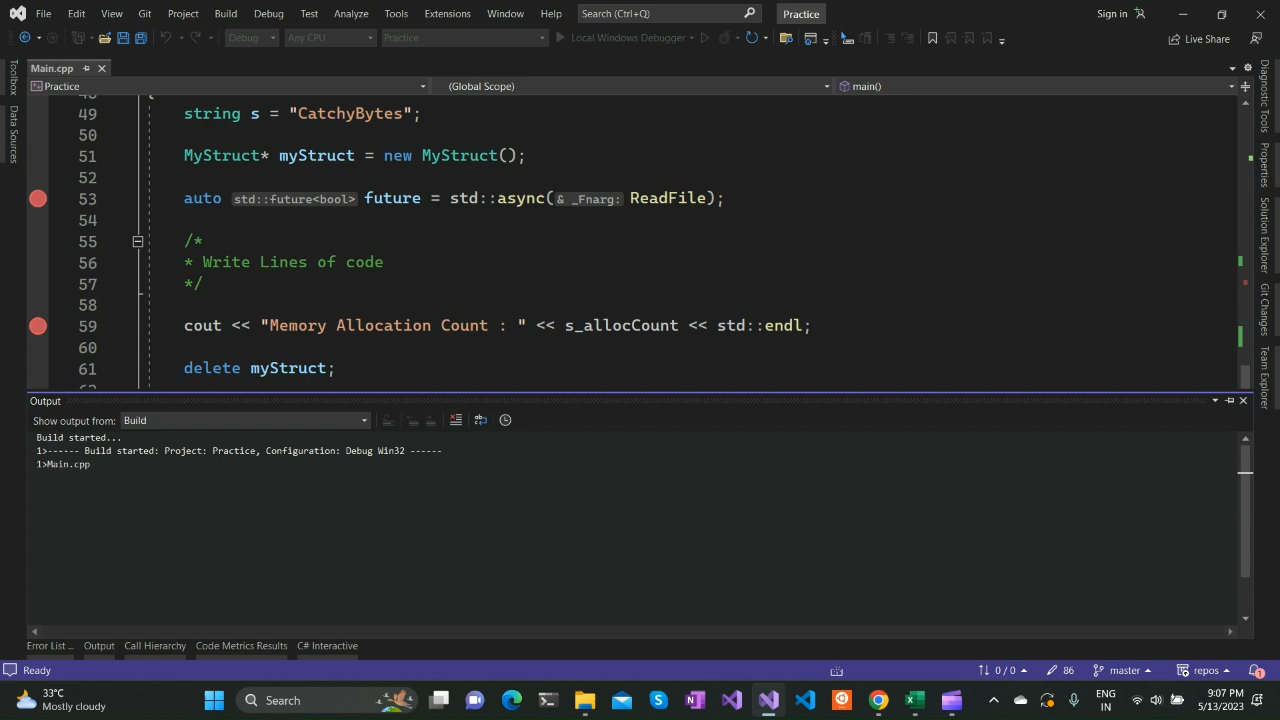 File Edit View Git Project Build Debug Test Analyze Tools Extensions Window Help Search (Ctrl+Q) Practice Sign in
Debug Any CPU Practice Local Windows Debugger Live Share
Main.cpp
Practice (Global Scope) main()
49 string s = "CatchyBytes";
50
51 MyStruct* myStruct = new MyStruct();
52
53 auto std::future<bool> future = std::async(& _Fnarg: ReadFile);
54
55 /*
56 * Write Lines of code
57 */
58
59 cout << "Memory Allocation Count : " << s_allocCount << std::endl;
60
61 delete myStruct;
Toolbox
Data Sources
Diagnostic Tools
Properties
Solution Explorer
Git Changes
Team Explorer
Output
Show output from: Build
Build started...
1>------ Build started: Project: Practice, Configuration: Debug Win32 ------
1>Main.cpp
Error List ... Output Call Hierarchy Code Metrics Results C# Interactive
Ready 0 / 0 86 master repos 1
33°C
Mostly cloudy
Search
ENG
IN
9:07 PM
5/13/2023